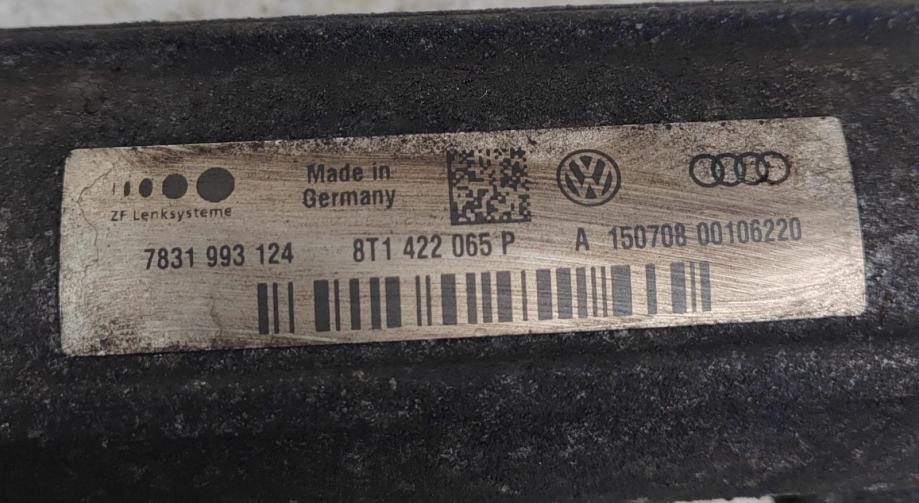 ZF Lenksysteme
Made in
Germany
7831 993 124 8T1 422 065 P A 150708 00106220